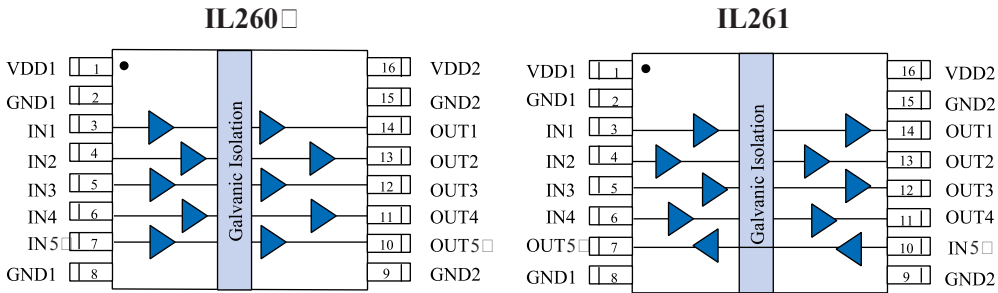 IL260□
VDD1 1 16 VDD2
GND1 2 15 GND2
IN1 3 14 OUT1
IN2 4 13 OUT2
IN3 5 12 OUT3
IN4 6 11 OUT4
IN5□ 7 10 OUT5□
GND1 8 9 GND2
Galvanic Isolation
IL261
VDD1 1 16 VDD2
GND1 2 15 GND2
IN1 3 14 OUT1
IN2 4 13 OUT2
IN3 5 12 OUT3
IN4 6 11 OUT4
OUT5□ 7 10 IN5□
GND1 8 9 GND2
Galvanic Isolation